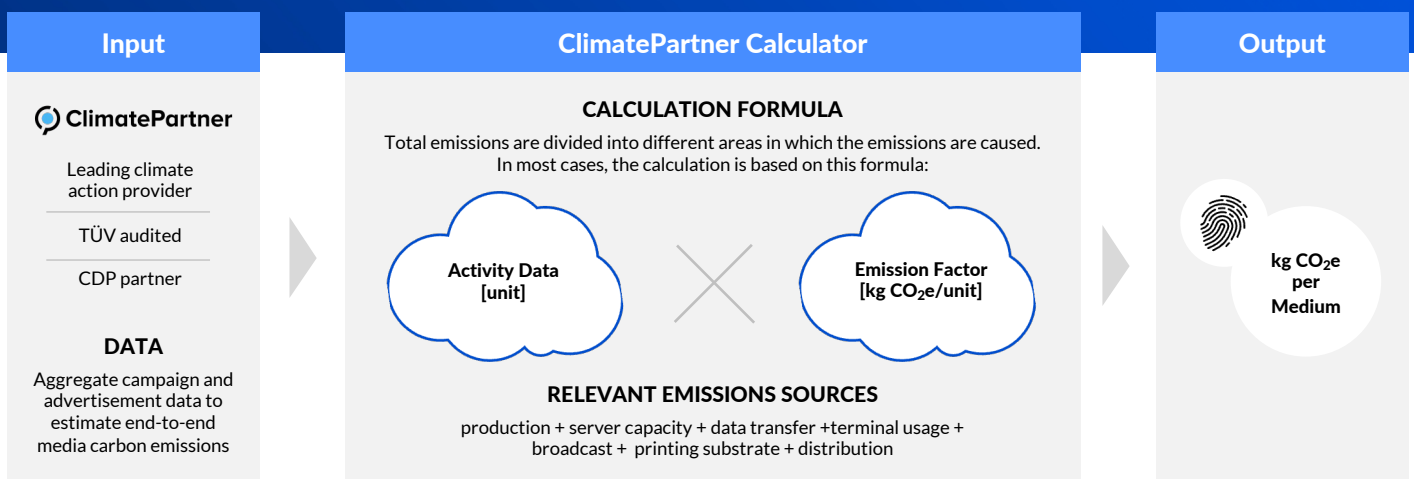 Input
ClimatePartner
Leading climate
action provider
TÜV audited
CDP partner
DATA
Aggregate campaign and
advertisement data to
estimate end-to-end
media carbon emissions
ClimatePartner Calculator
CALCULATION FORMULA
Total emissions are divided into different areas in which the emissions are caused.
In most cases, the calculation is based on this formula:
Activity Data
[unit]
Emission Factor
[kg CO₂e/unit]
RELEVANT EMISSIONS SOURCES
production + server capacity + data transfer +terminal usage +
broadcast + printing substrate + distribution
Output
kg CO₂e
per
Medium